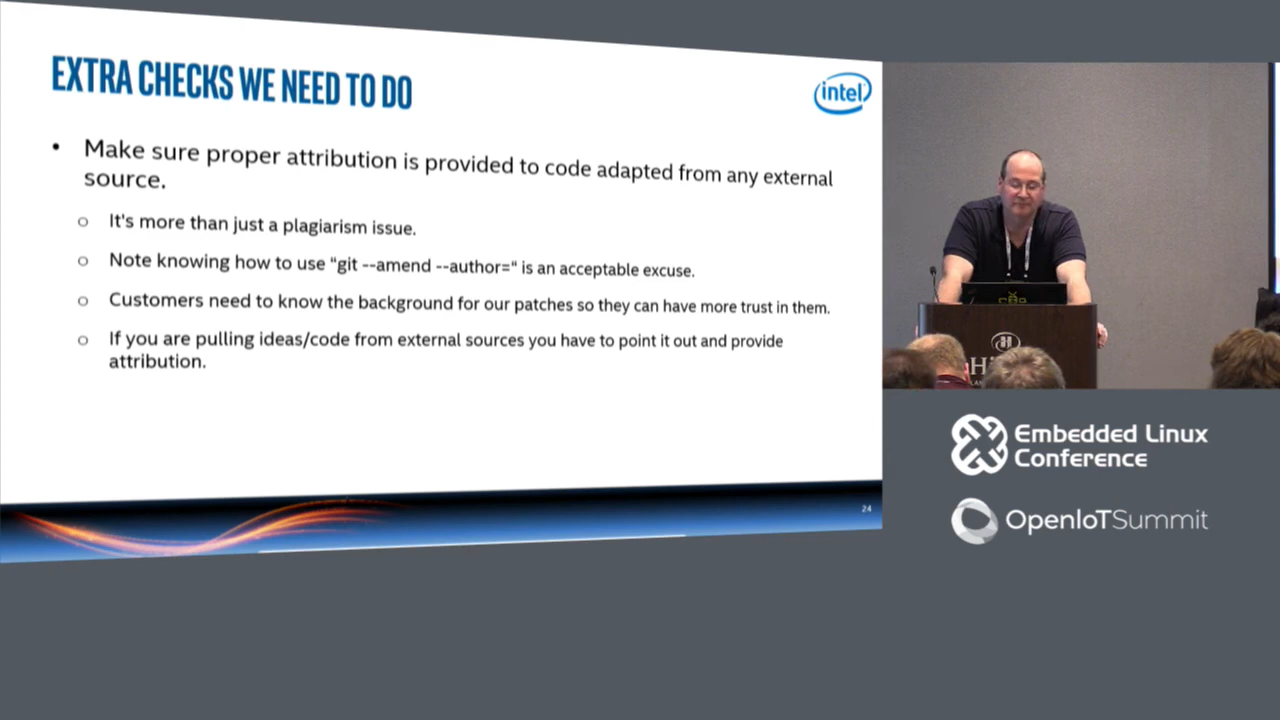 EXTRA CHECKS WE NEED TO DO
intel
• Make sure proper attribution is provided to code adapted from any external
source.
o It's more than just a plagiarism issue.
o Note knowing how to use "git --amend --author=" is an acceptable excuse.
o Customers need to know the background for our patches so they can have more trust in them.
o If you are pulling ideas/code from external sources you have to point it out and provide
attribution.
24
Embedded Linux
Conference
OpenIoTSummit